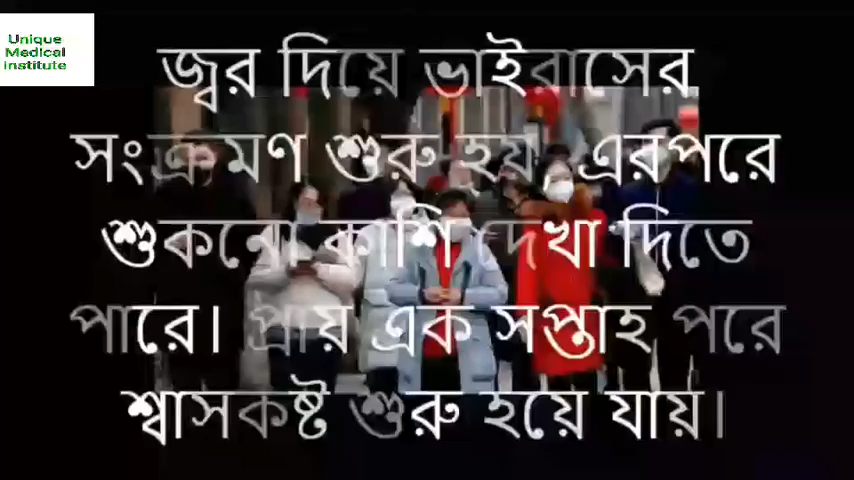 Unique
Medical
Institute
জ্বর দিয়ে ভাইরাসের
সংক্রমণ শুরু হয় এরপরে
শুকনো কাশি দেখা দিতে
পারে। প্রায় এক সপ্তাহ পরে
শ্বাসকষ্ট শুরু হয়ে যায়।